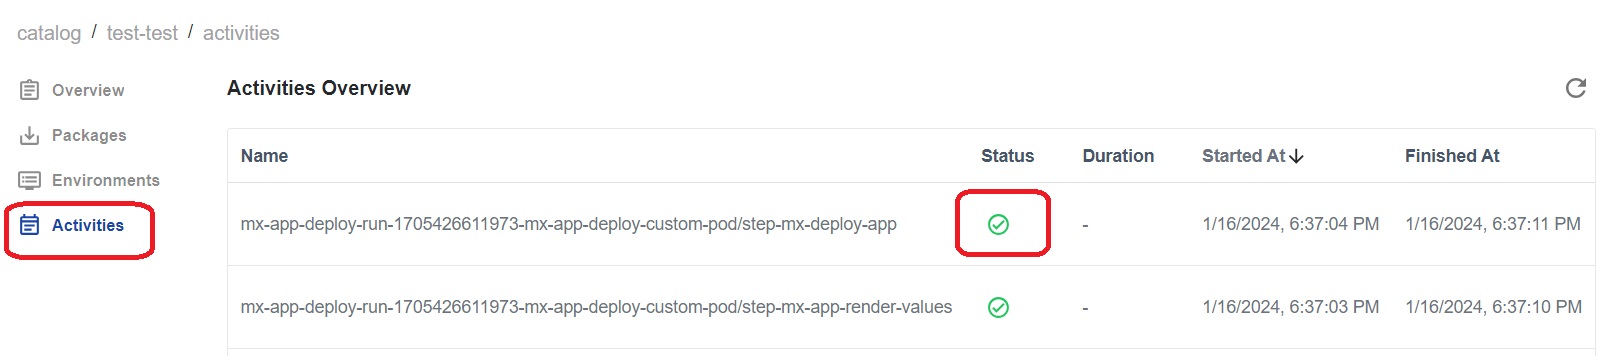 catalog / test-test / activities
Overview
Packages
Environments
Activities
Activities Overview
Name Status Duration Started At Finished At
mx-app-deploy-run-1705426611973-mx-app-deploy-custom-pod/step-mx-deploy-app - 1/16/2024, 6:37:04 PM 1/16/2024, 6:37:11 PM
mx-app-deploy-run-1705426611973-mx-app-deploy-custom-pod/step-mx-app-render-values - 1/16/2024, 6:37:03 PM 1/16/2024, 6:37:10 PM